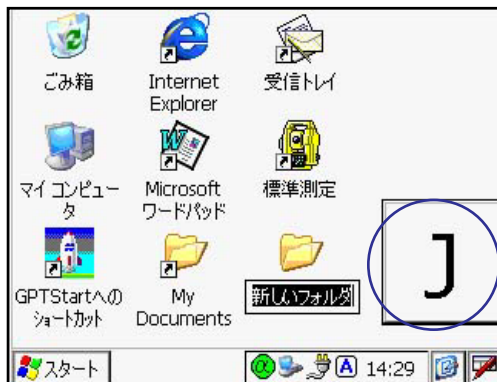 ごみ箱
Internet
Explorer
受信トレイ
マイ コンピュー
タ
Microsoft
ワードパッド
標準測定
GPTStartへの
ショートカット
My
Documents
新しいフォルダ
J
スタート
A 14:29